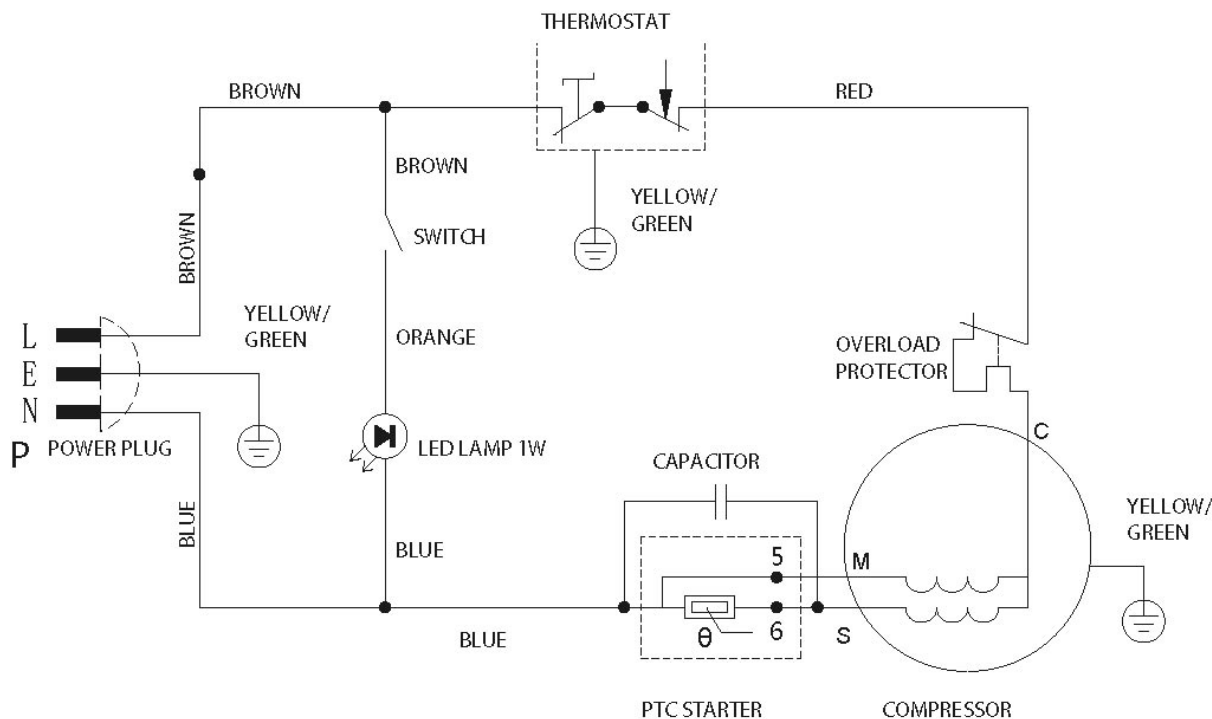 THERMOSTAT
BROWN
RED
BROWN
YELLOW/
GREEN
SWITCH
BROWN
YELLOW/
GREEN
ORANGE
L
E
N
P
POWER PLUG
OVERLOAD
PROTECTOR
C
LED LAMP 1W
CAPACITOR
YELLOW/
GREEN
BLUE
BLUE
5
M
BLUE
θ
6
S
PTC STARTER
COMPRESSOR